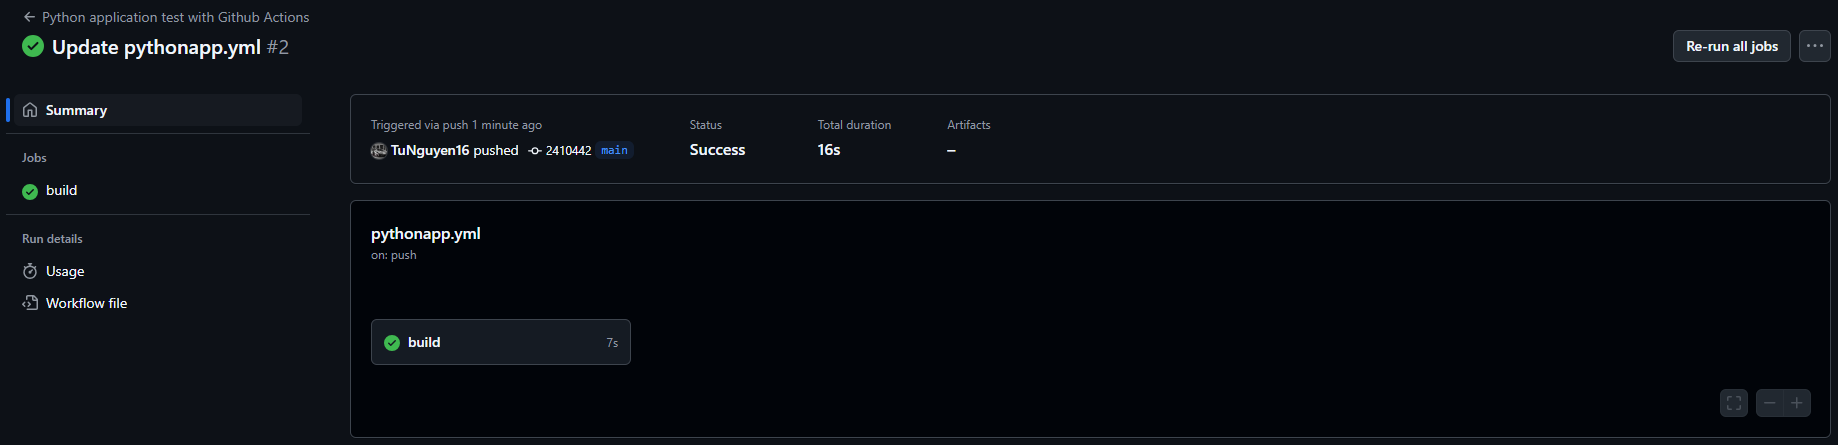 Python application test with Github Actions
Update pythonapp.yml #2
Re-run all jobs
Summary
Jobs
build
Run details
Usage
Workflow file
Triggered via push 1 minute ago
TuNguyen16 pushed 2410442 main
Status
Success
Total duration
16s
Artifacts
–
pythonapp.yml
on: push
build 7s